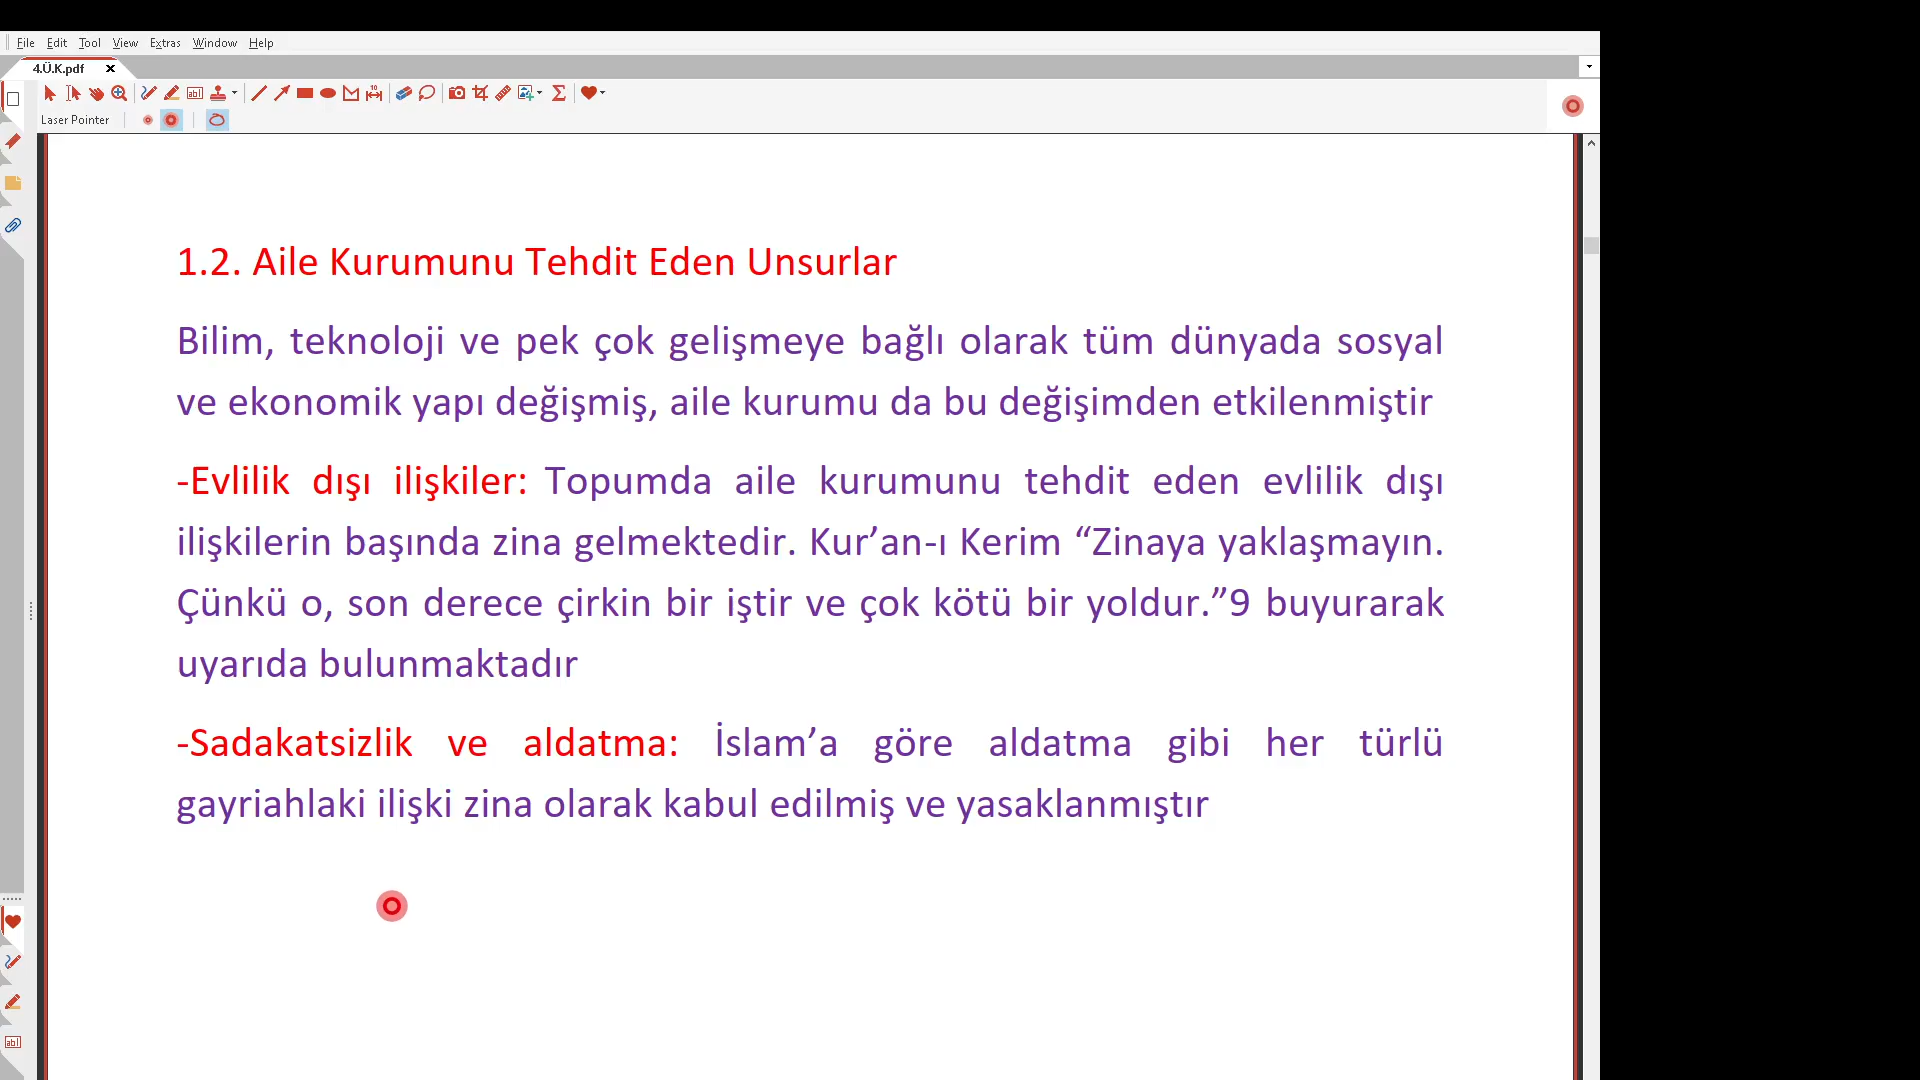 File Edit Tool View Extras Window Help
4.Ü.K.pdf
Laser Pointer
1.2. Aile Kurumunu Tehdit Eden Unsurlar
Bilim, teknoloji ve pek çok gelişmeye bağlı olarak tüm dünyada sosyal
ve ekonomik yapı değişmiş, aile kurumu da bu değişimden etkilenmiştir
-Evlilik dışı ilişkiler: Topumda aile kurumunu tehdit eden evlilik dışı
ilişkilerin başında zina gelmektedir. Kur’an-ı Kerim “Zinaya yaklaşmayın.
Çünkü o, son derece çirkin bir iştir ve çok kötü bir yoldur.”9 buyurarak
uyarıda bulunmaktadır
-Sadakatsizlik ve aldatma: İslam’a göre aldatma gibi her türlü
gayriahlaki ilişki zina olarak kabul edilmiş ve yasaklanmıştır